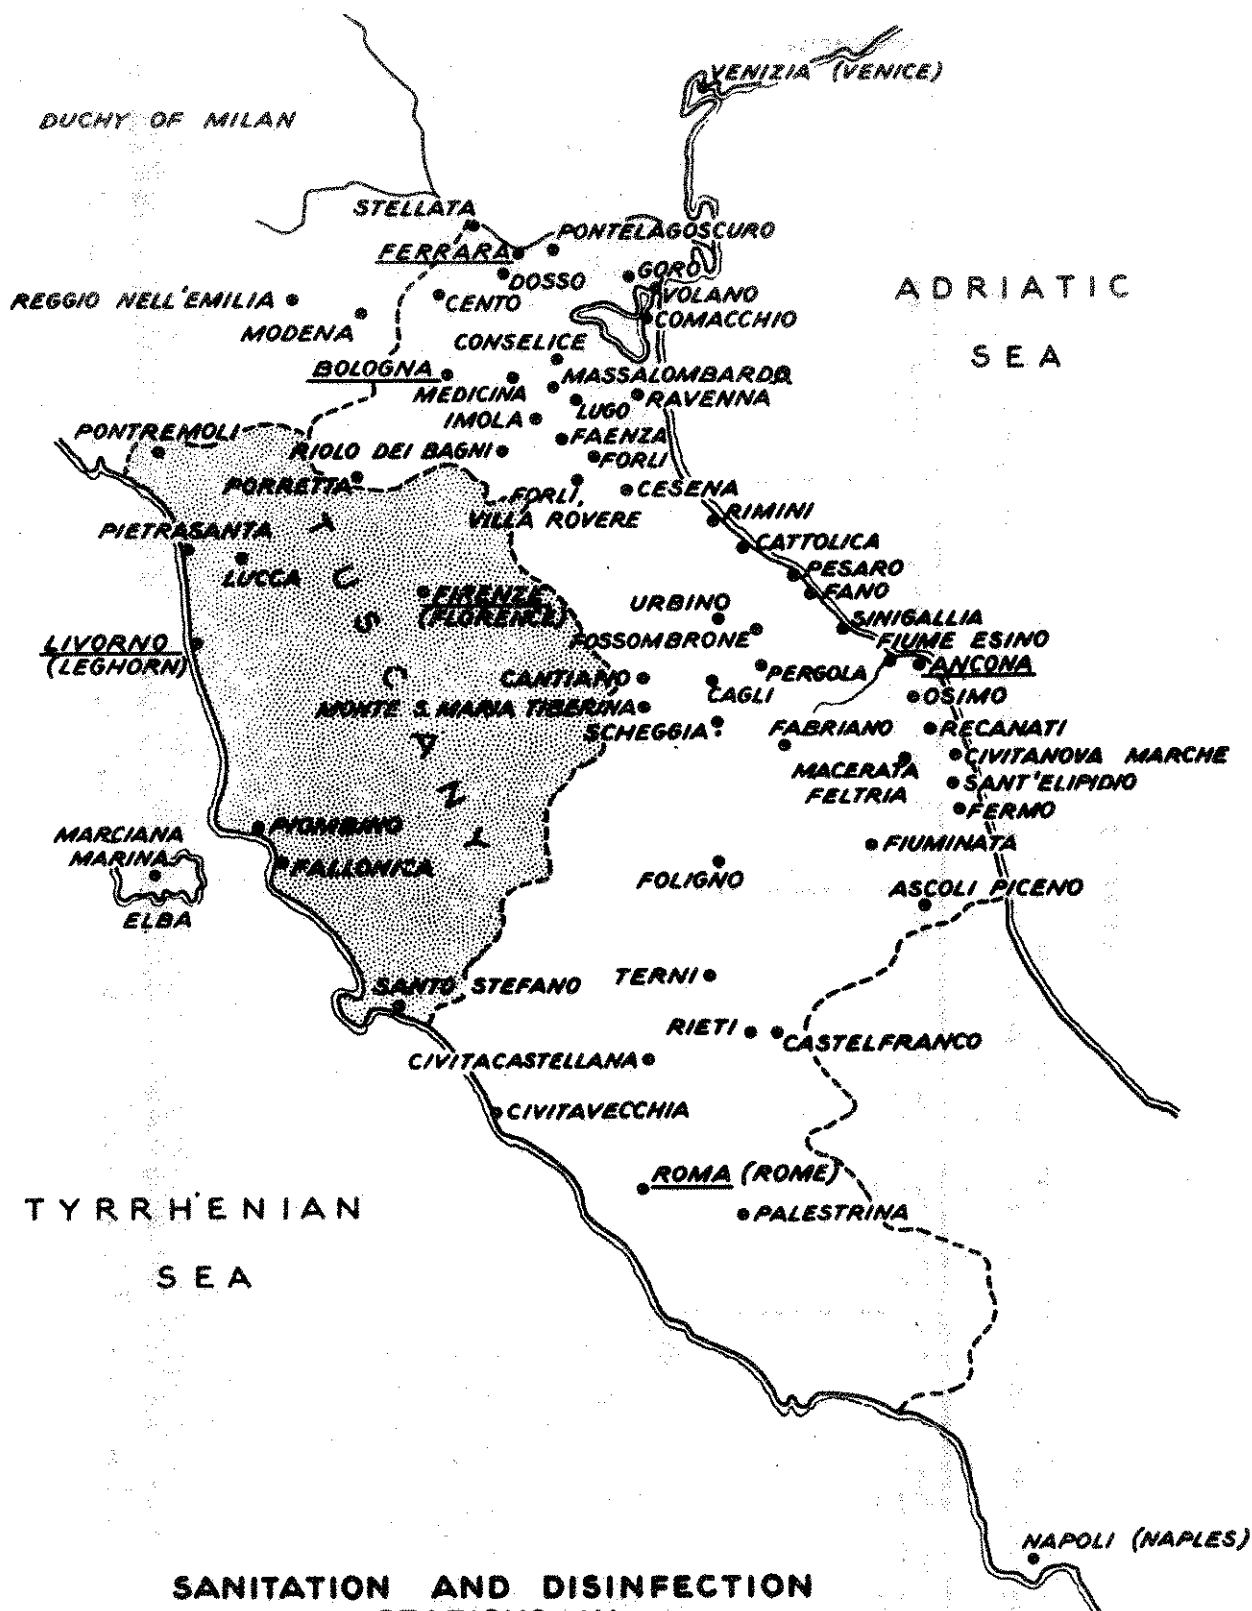 VENIZIA (VENICE)
DUCHY OF MILAN
STELLATA
PONTELAGOSCURO
FERRARA
DOSSO
GORO
ADRIATIC
SEA
REGGIO NELL'EMILIA
CENTO
VOLANO
COMACCHIO
MODENA
CONSELICE
BOLOGNA
MEDICINA
MASSALOMBARDO
RAVENNA
LUGO
IMOLA
PONTREMOLI
FAENZA
RIOLO DEI BAGNI
FORLI
PORRETTA
FORLI,
VILLA ROVERE
CESENA
RIMINI
PIETRASANTA
CATTOLICA
LUCCA
PESARO
FANO
FIRENZE
(FLORENCE)
URBINO
SINIGALLIA
FOSSOMBRONE
FIUME ESINO
LIVORNO
(LEGHORN)
ANCONA
PERGOLA
CANTIANO
CAGLI
OSIMO
MONTE S. MARIA TIBERINA
SCHEGGIA
FABRIANO
RECANATI
CIVITANOVA MARCHE
MACERATA
FELTRIA
SANT'ELIPIDIO
FERMO
TUSCANY
PIOMBINO
MARCIANA
MARINA
FALLONICA
FIUMINATA
FOLIGNO
ASCOLI PICENO
ELBA
SANTO STEFANO
TERNI
RIETI
CASTELFRANCO
CIVITACASTELLANA
CIVITAVECCHIA
ROMA (ROME)
PALESTRINA
TYRRHENIAN
SEA
NAPOLI (NAPLES)
SANITATION AND DISINFECTION